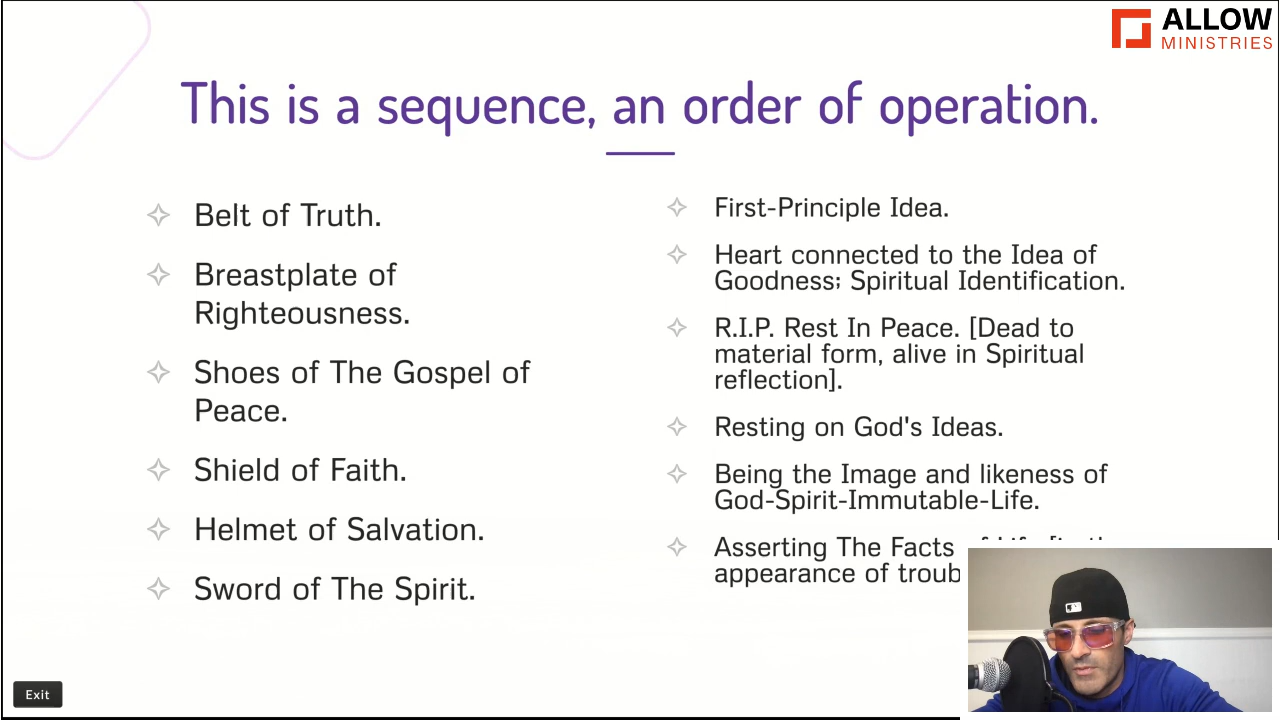 ALLOW
MINISTRIES
This is a sequence, an order of operation.
Belt of Truth.
Breastplate of
Righteousness.
Shoes of The Gospel of
Peace.
Shield of Faith.
Helmet of Salvation.
Sword of The Spirit.
First-Principle Idea.
Heart connected to the Idea of
Goodness; Spiritual Identification.
R.I.P. Rest In Peace. [Dead to
material form, alive in Spiritual
reflection].
Resting on God's Ideas.
Being the Image and likeness of
God-Spirit-Immutable-Life.
Asserting The Facts
appearance of
Exit